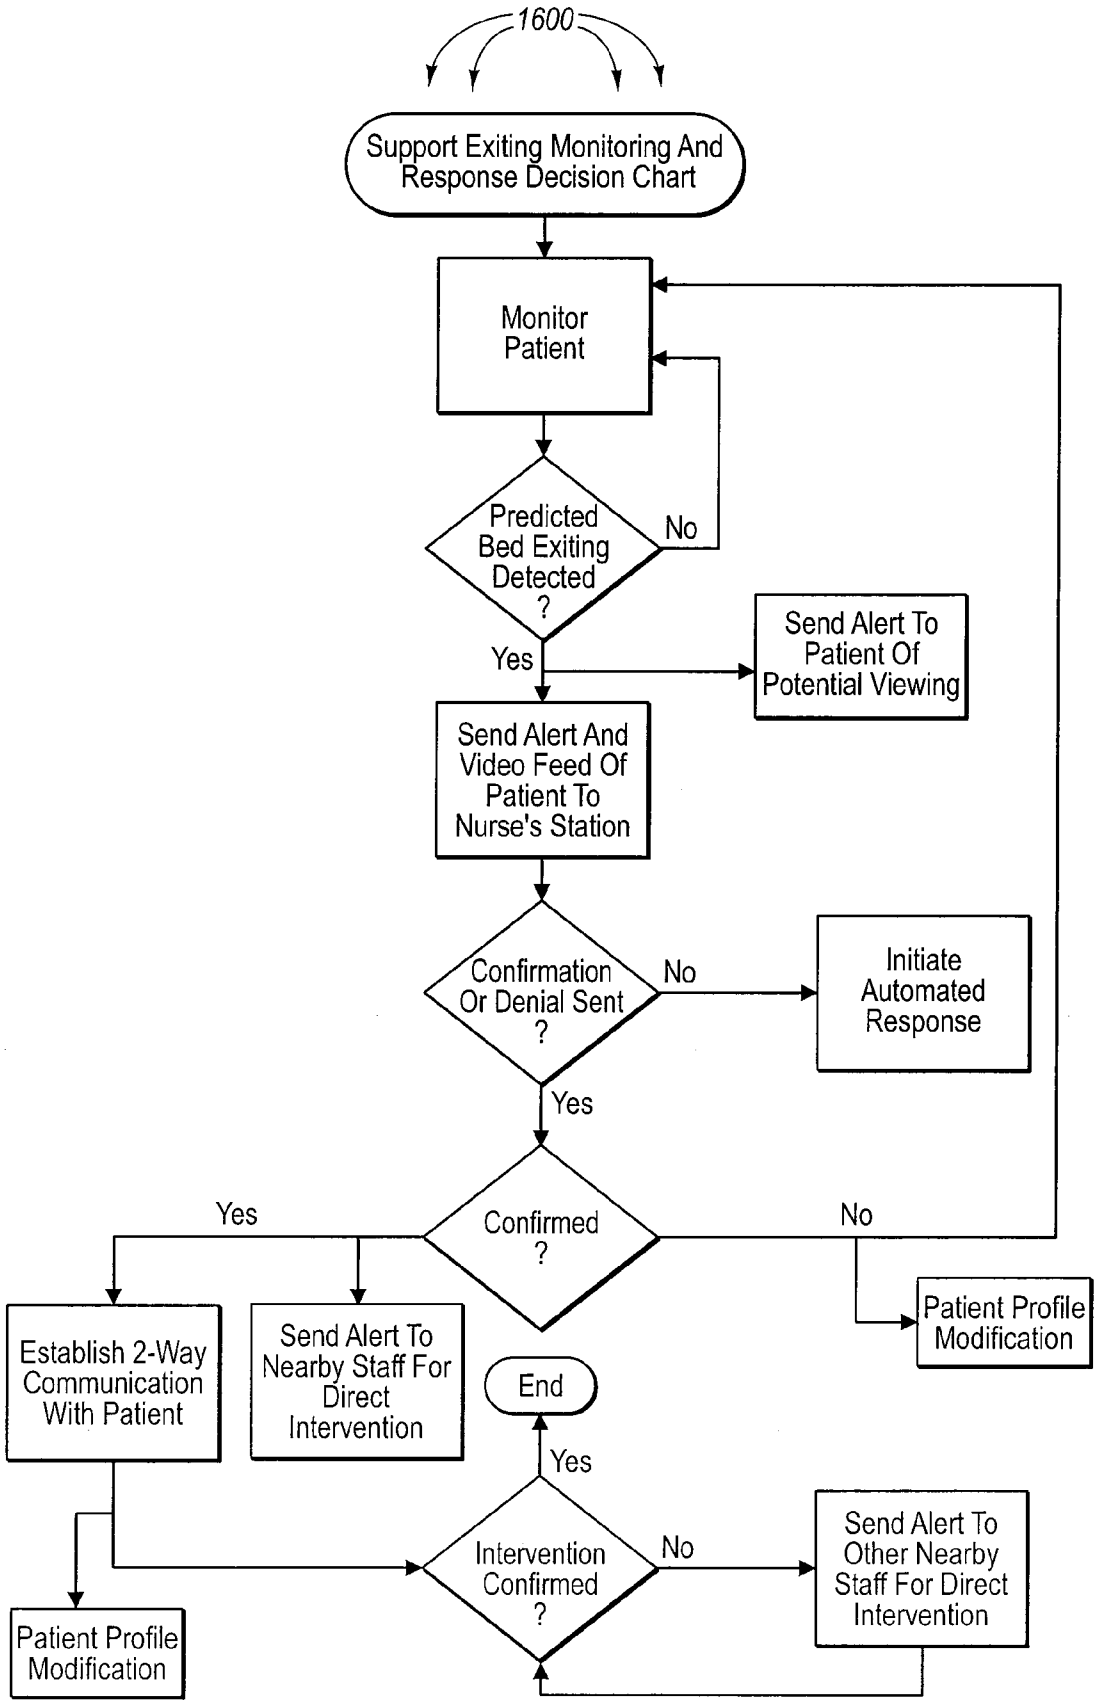 1600
Support Exiting Monitoring And
Response Decision Chart
Monitor
Patient
Predicted
Bed Exiting
Detected
?
No
Yes
Send Alert To
Patient Of
Potential Viewing
Send Alert And
Video Feed Of
Patient To
Nurse's Station
Confirmation
Or Denial Sent
?
No
Initiate
Automated
Response
Yes
Confirmed
?
Yes
No
Patient Profile
Modification
Establish 2-Way
Communication
With Patient
Send Alert To
Nearby Staff For
Direct
Intervention
End
Yes
Intervention
Confirmed
?
No
Send Alert To
Other Nearby
Staff For Direct
Intervention
Patient Profile
Modification